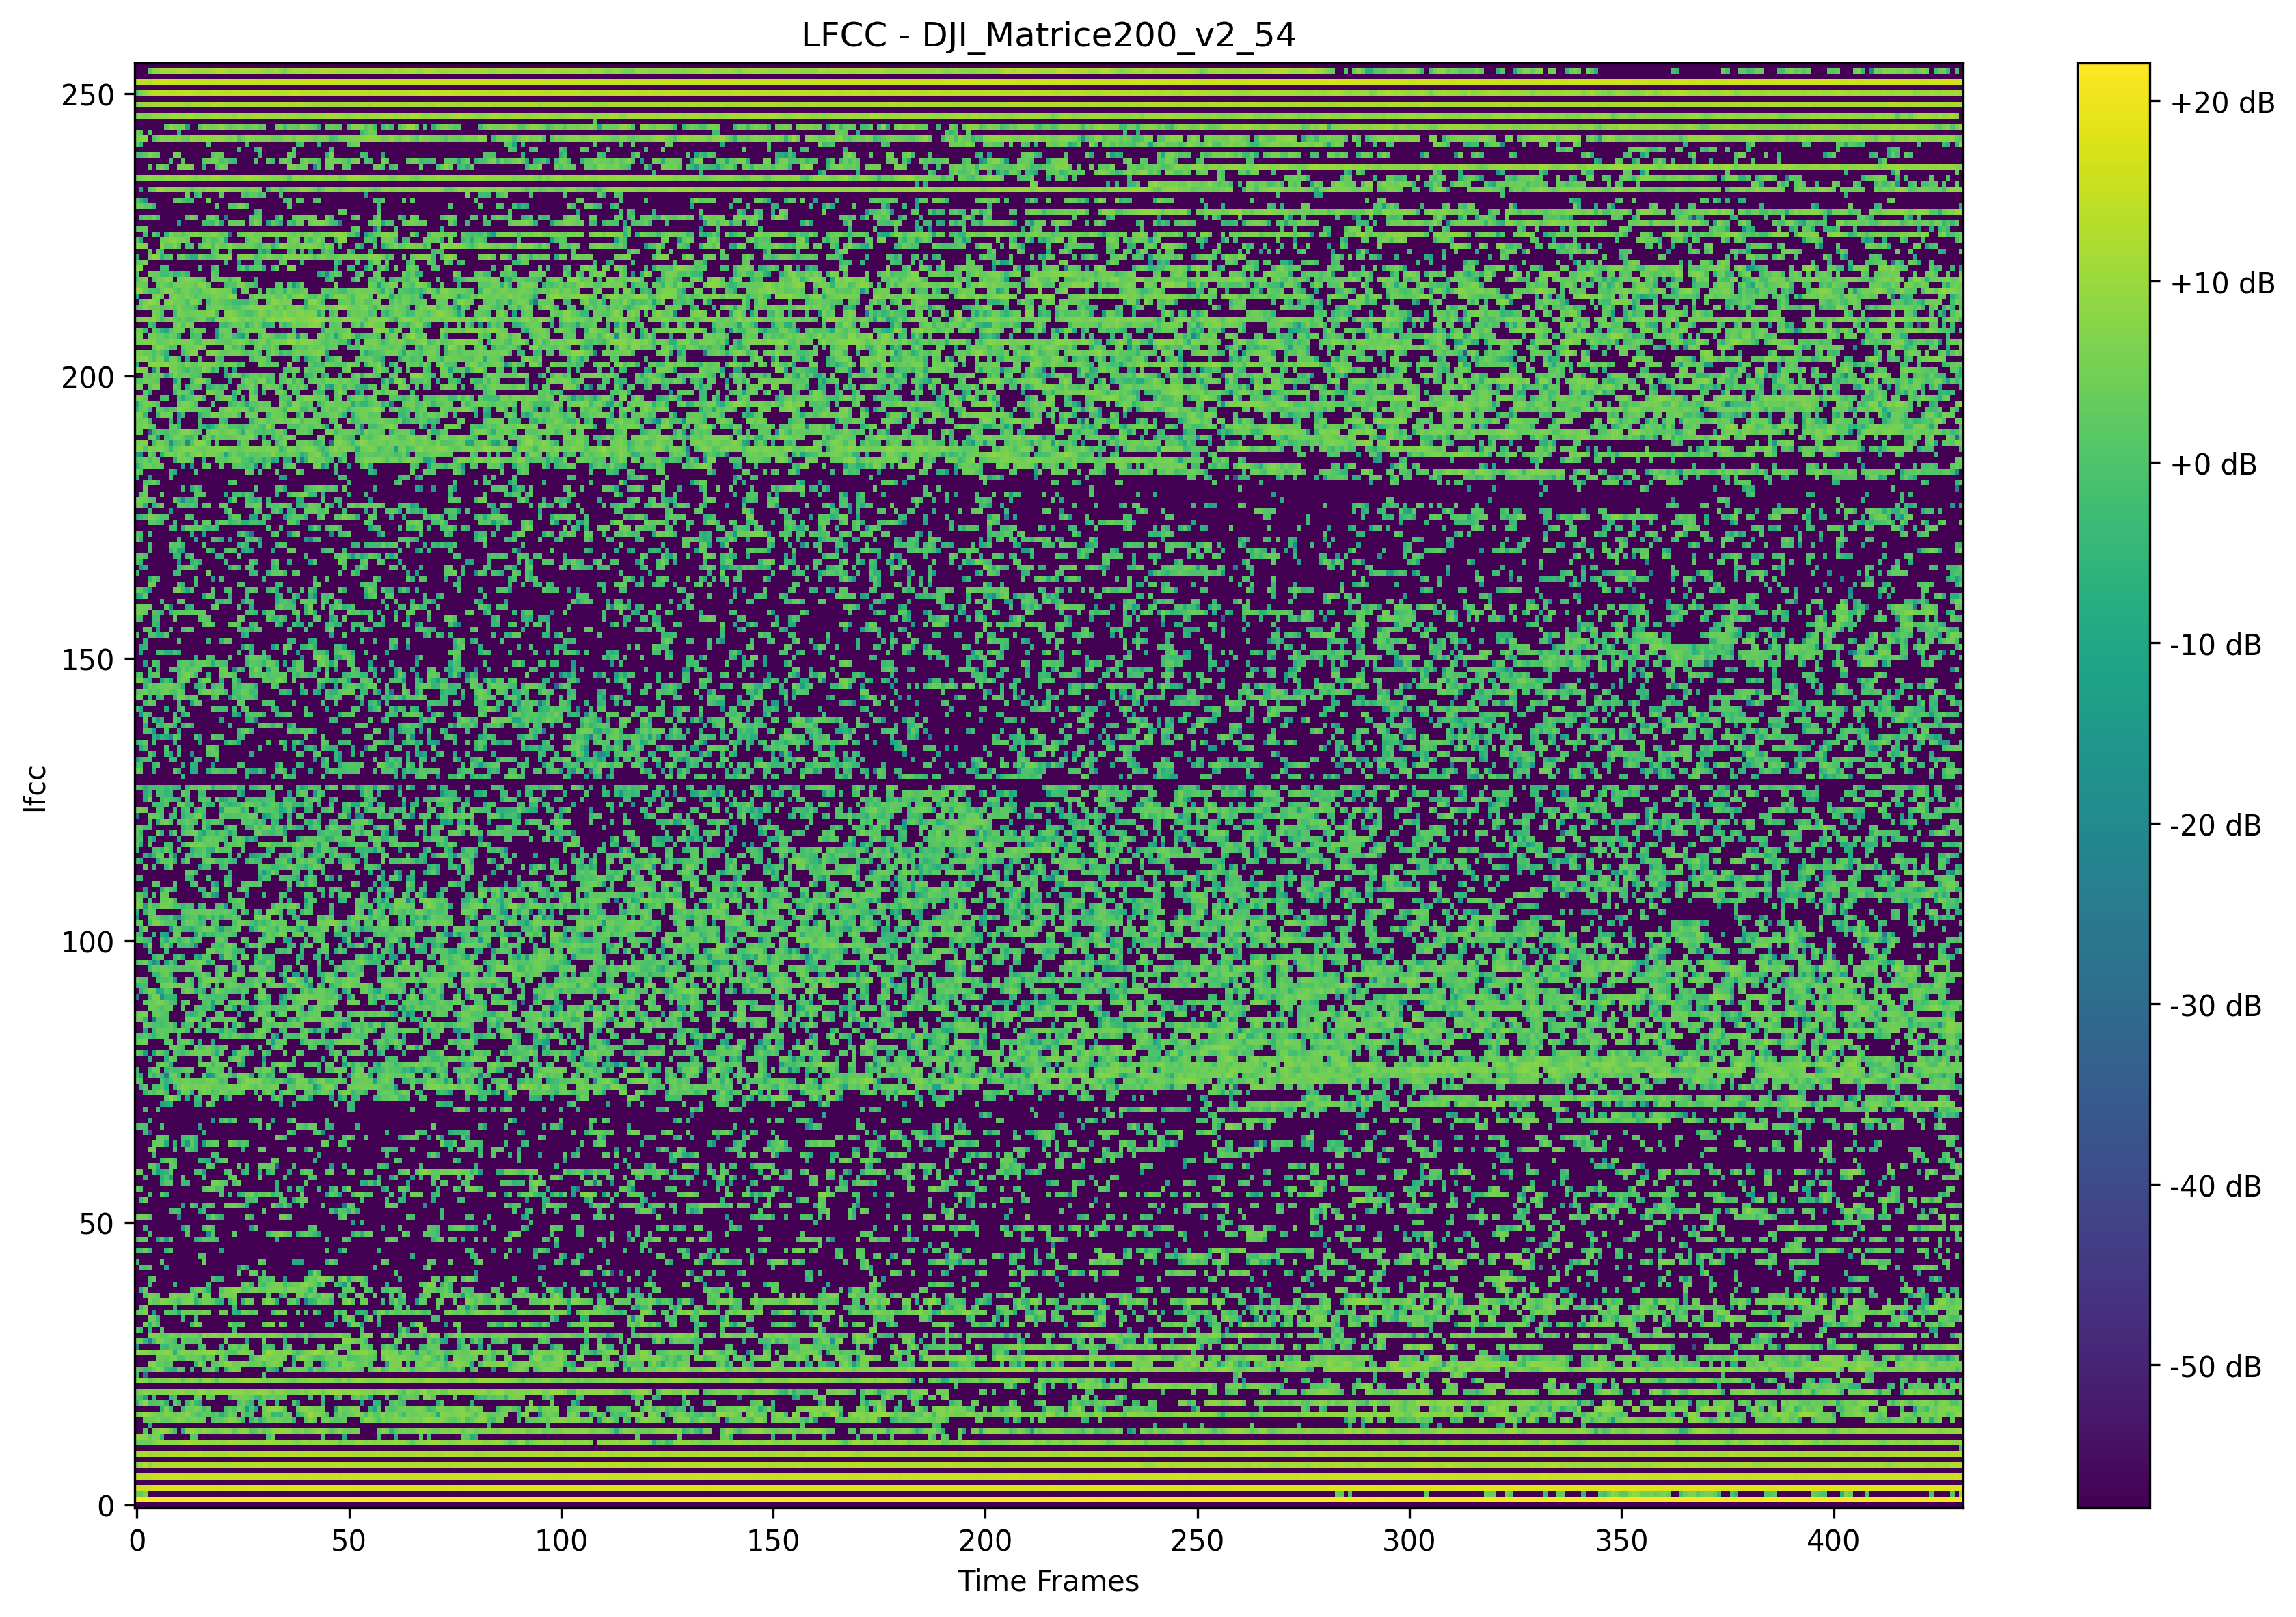 LFCC - DJI_Matrice200_v2_54
250
200
150
100
50
0
lfcc
0 50 100 150 200 250 300 350 400
Time Frames
+20 dB
+10 dB
+0 dB
-10 dB
-20 dB
-30 dB
-40 dB
-50 dB